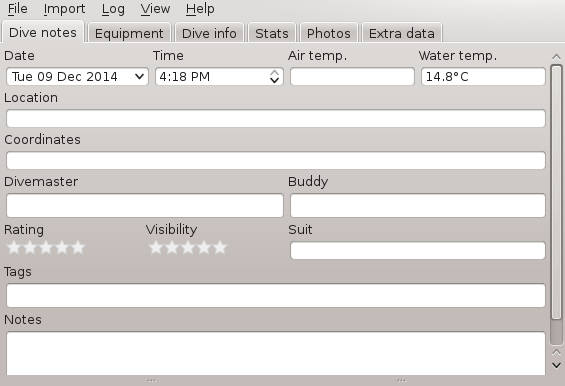 File Import Log View Help
Dive notes Equipment Dive info Stats Photos Extra data
Date Time Air temp. Water temp.
Tue 09 Dec 2014 4:18 PM 14.8°C
Location
Coordinates
Divemaster Buddy
Rating Visibility Suit
Tags
Notes